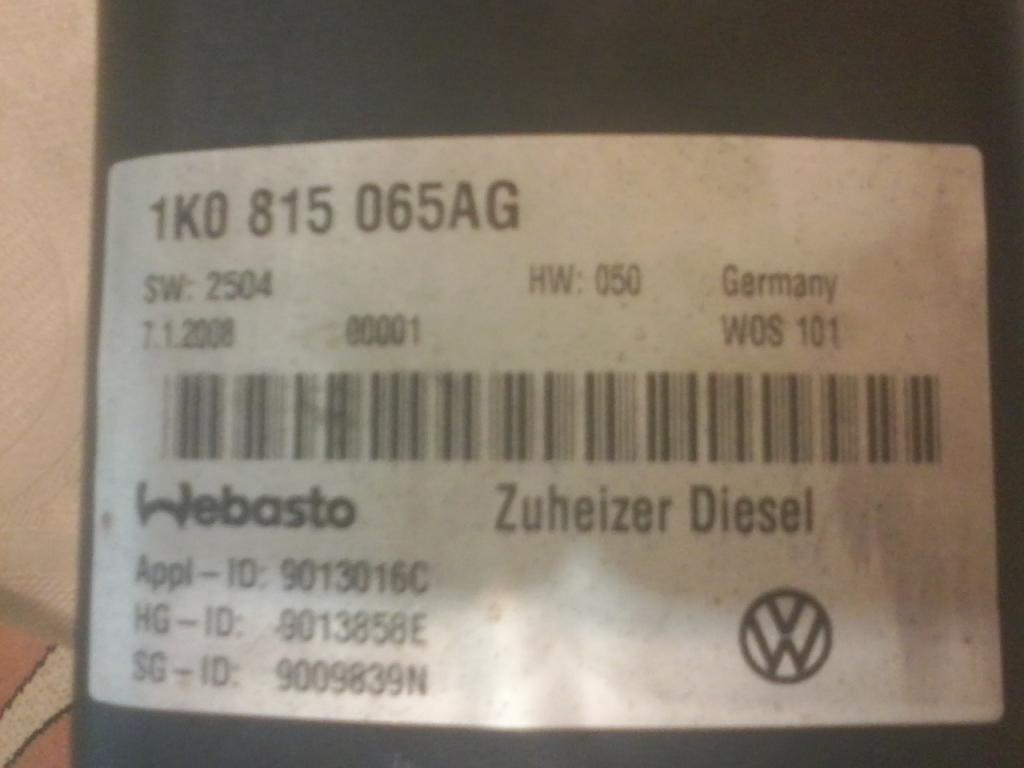 1K0 815 065AG
SW: 2504 HW: 050 Germany
7.1.2008 00001 WOS 101
Webasto Zuheizer Diesel
Appl-ID: 9013016C
HG-ID: 9013858E
SG-ID: 9009839N